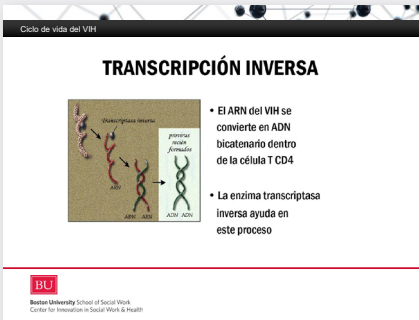 Ciclo de vida del VIH
TRANSCRIPCIÓN INVERSA
Transcriptasa inversa
provirus
recién
formados
ARN
ADN ARN
ADN ADN
• El ARN del VIH se
convierte en ADN
bicatenario dentro
de la célula T CD4
• La enzima transcriptasa
inversa ayuda en
este proceso
BU
Boston University School of Social Work
Center for Innovation in Social Work & Health